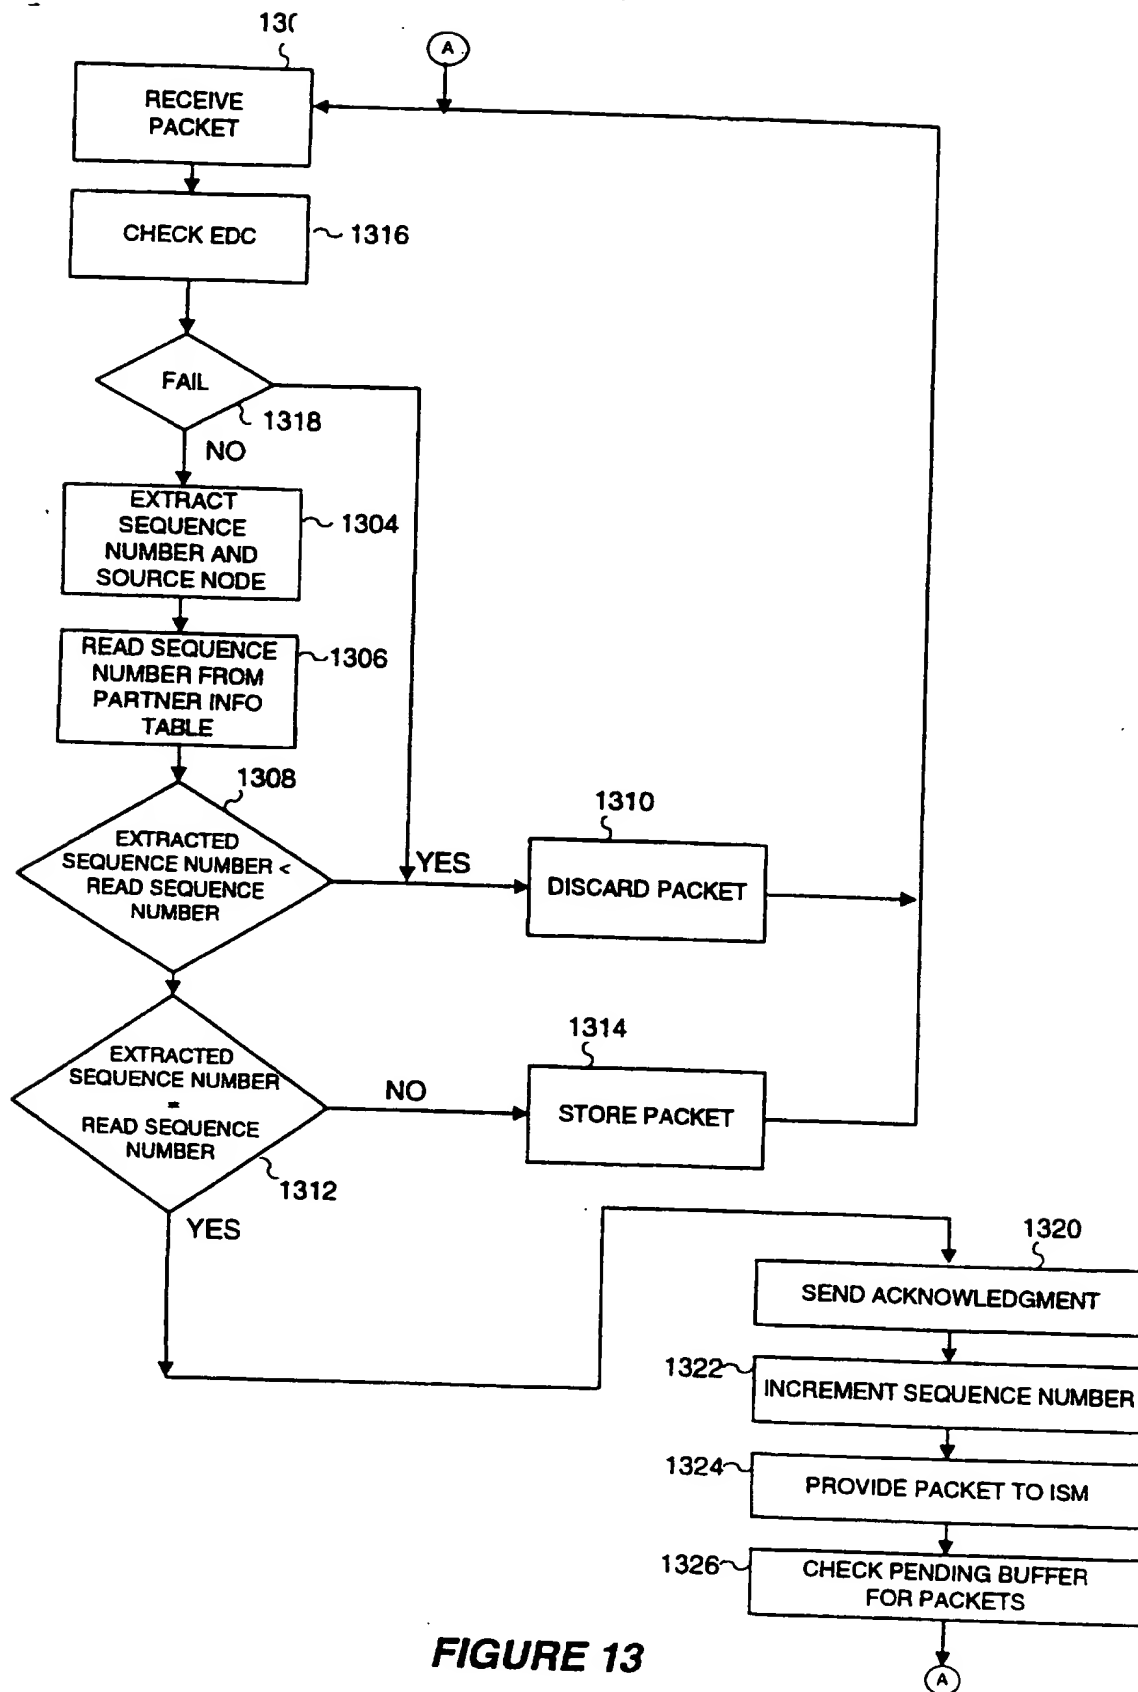 A
RECEIVE
PACKET
CHECK EDC
1316
FAIL
1318
NO
EXTRACT
SEQUENCE
NUMBER AND
SOURCE NODE
1304
READ SEQUENCE
NUMBER FROM
PARTNER INFO
TABLE
1306
1308
EXTRACTED
SEQUENCE NUMBER <
READ SEQUENCE
NUMBER
YES
1310
DISCARD PACKET
EXTRACTED
SEQUENCE NUMBER
=
READ SEQUENCE
NUMBER
1312
NO
1314
STORE PACKET
YES
1320
SEND ACKNOWLEDGMENT
1322
INCREMENT SEQUENCE NUMBER
1324
PROVIDE PACKET TO ISM
1326
CHECK PENDING BUFFER
FOR PACKETS
A
FIGURE 13